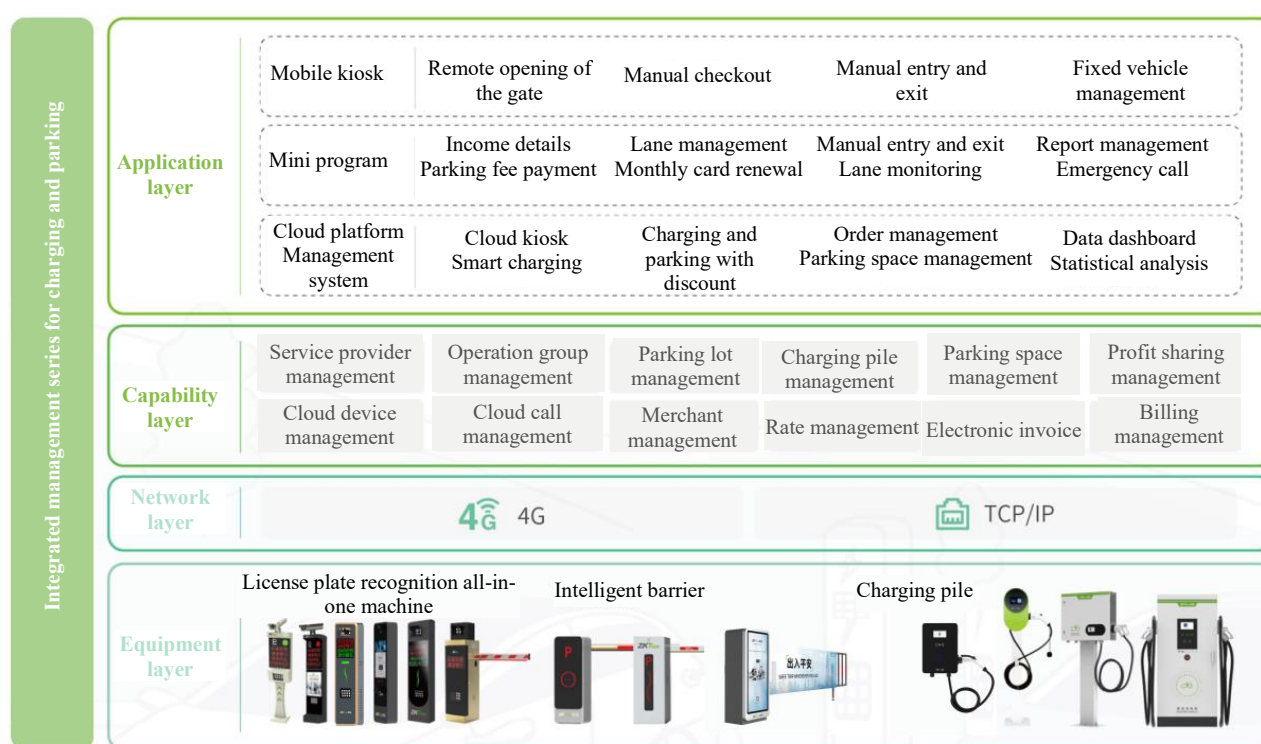 Integrated management series for charging and parking
Application
layer
Mobile kiosk
Remote opening of
the gate
Manual checkout
Manual entry and
exit
Fixed vehicle
management
Mini program
Income details
Parking fee payment
Lane management
Monthly card renewal
Manual entry and exit
Lane monitoring
Report management
Emergency call
Cloud platform
Management
system
Cloud kiosk
Smart charging
Charging and
parking with
discount
Order management
Parking space management
Data dashboard
Statistical analysis
Capability
layer
Service provider
management
Operation group
management
Parking lot
management
Charging pile
management
Parking space
management
Profit sharing
management
Cloud device
management
Cloud call
management
Merchant
management
Rate management
Electronic invoice
Billing
management
Network
layer
4G
4G
TCP/IP
Equipment
layer
License plate recognition all-in-
one machine
Intelligent barrier
Charging pile
P
ZKTeco
P
出入平安